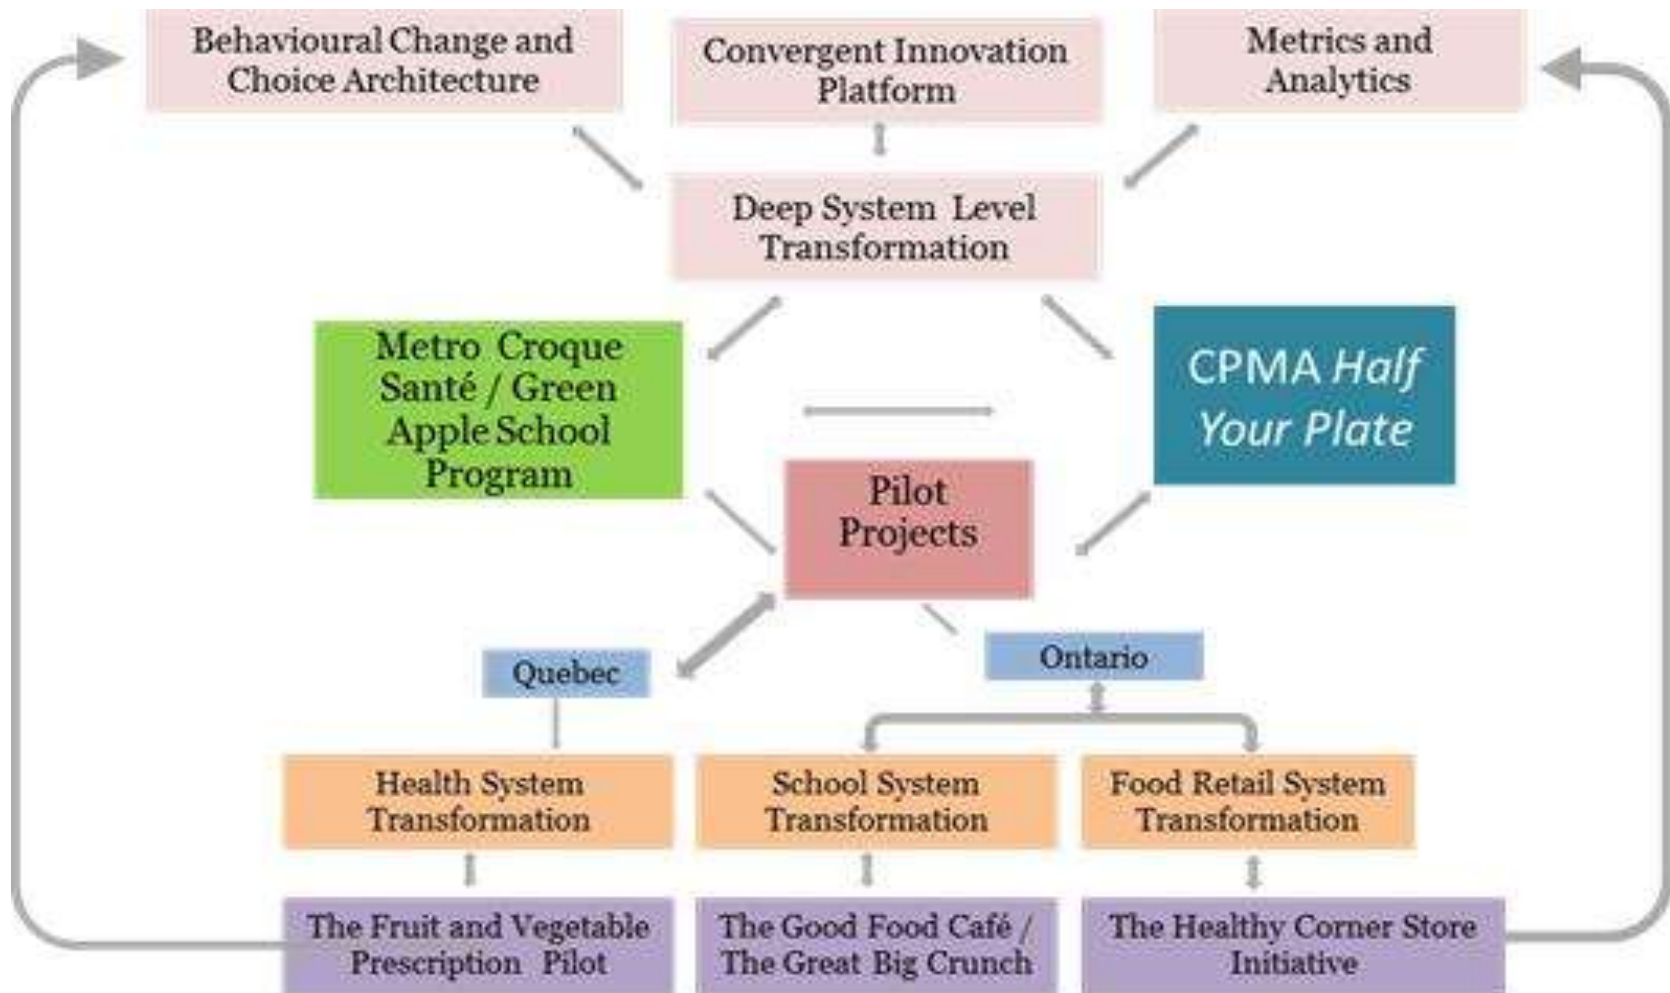 Behavioural Change and
Choice Architecture
Convergent Innovation
Platform
Metrics and
Analytics
Deep System Level
Transformation
Metro Croque
Santé / Green
Apple School
Program
CPMA Half
Your Plate
Pilot
Projects
Quebec
Ontario
Health System
Transformation
School System
Transformation
Food Retail System
Transformation
The Fruit and Vegetable
Prescription Pilot
The Good Food Café /
The Great Big Crunch
The Healthy Corner Store
Initiative